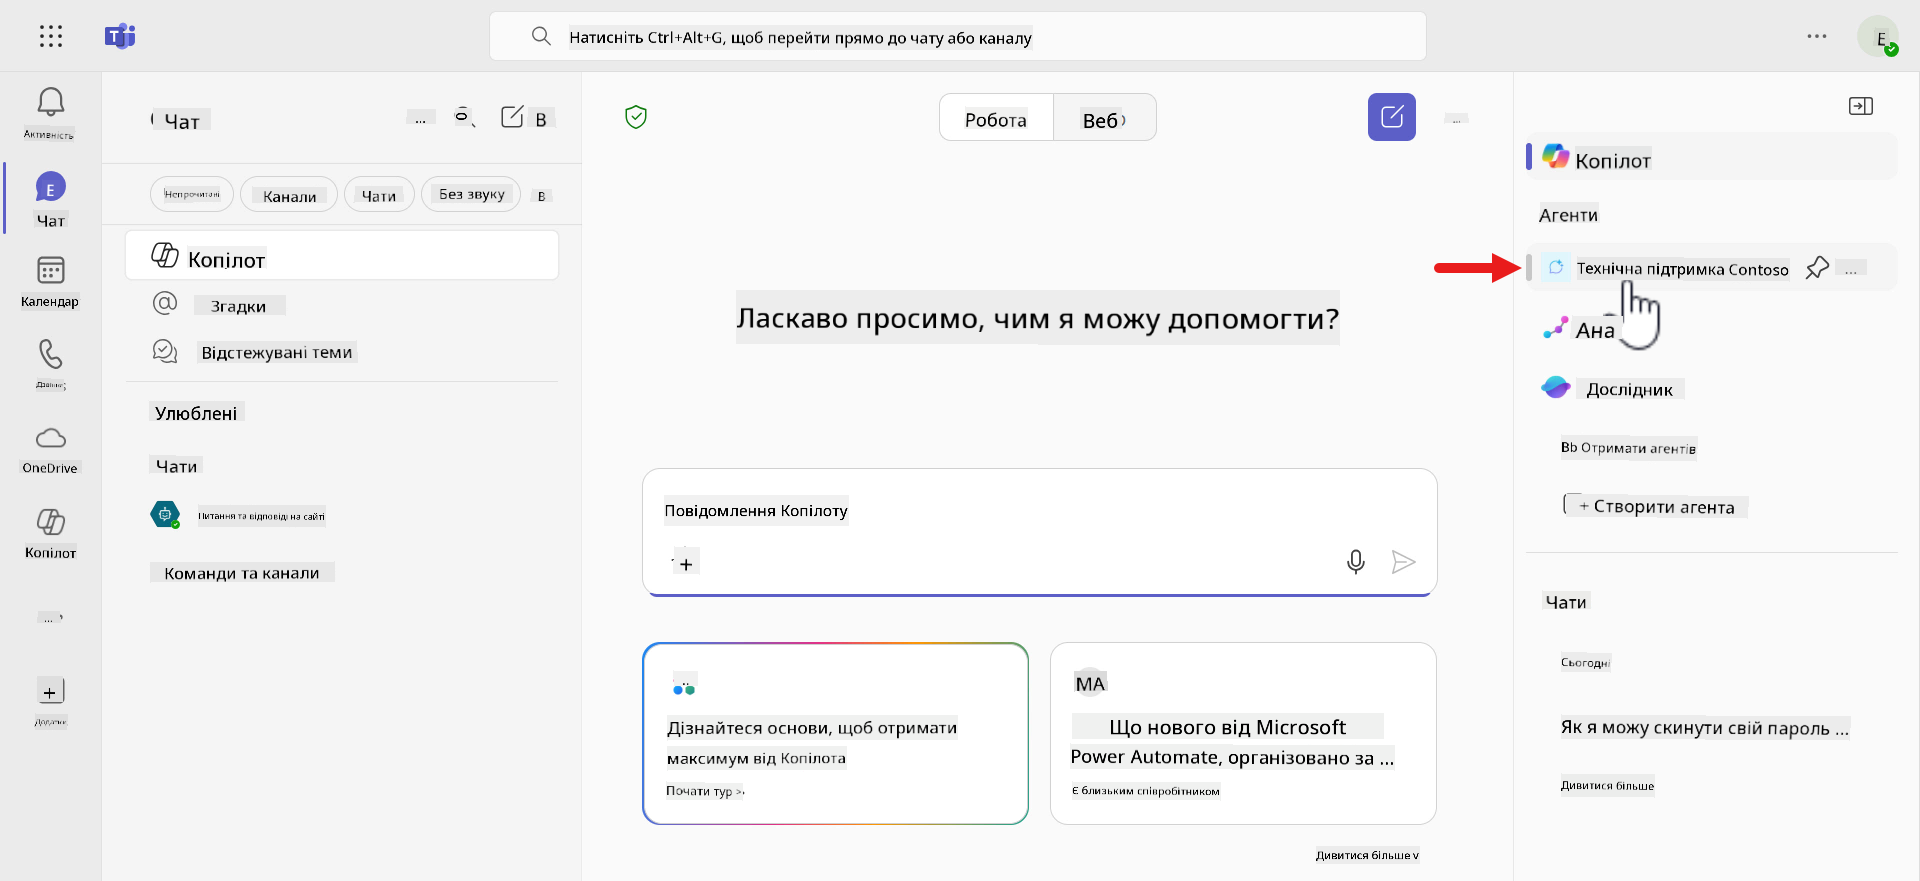 Натисніть Ctrl+Alt+G, щоб перейти прямо до чату або каналу
E
Активність
E
Чат
Календар
OneDrive
Копілот
...
+
Додатки
Чат
...
В
Непрочитані
Канали
Чати
Без звуку
в
Копілот
Згадки
Відстежувані теми
Улюблені
Чати
Питання та відповіді на сайті
Команди та канали
Робота
Веб
...
Ласкаво просимо, чим я можу допомогти?
Повідомлення Копілоту
+
Дізнайтеся основи, щоб отримати
максимум від Копілота
Почати тур >
МА
Що нового від Microsoft
Power Automate, організовано за ...
Є близьким співробітником
Дивитися більше v
Копілот
Агенти
Технічна підтримка Contoso
...
Ана
Дослідник
Bb Отримати агентів
+ Створити агента
Чати
Сьогодні
Як я можу скинути свій пароль ...
Дивитися більше